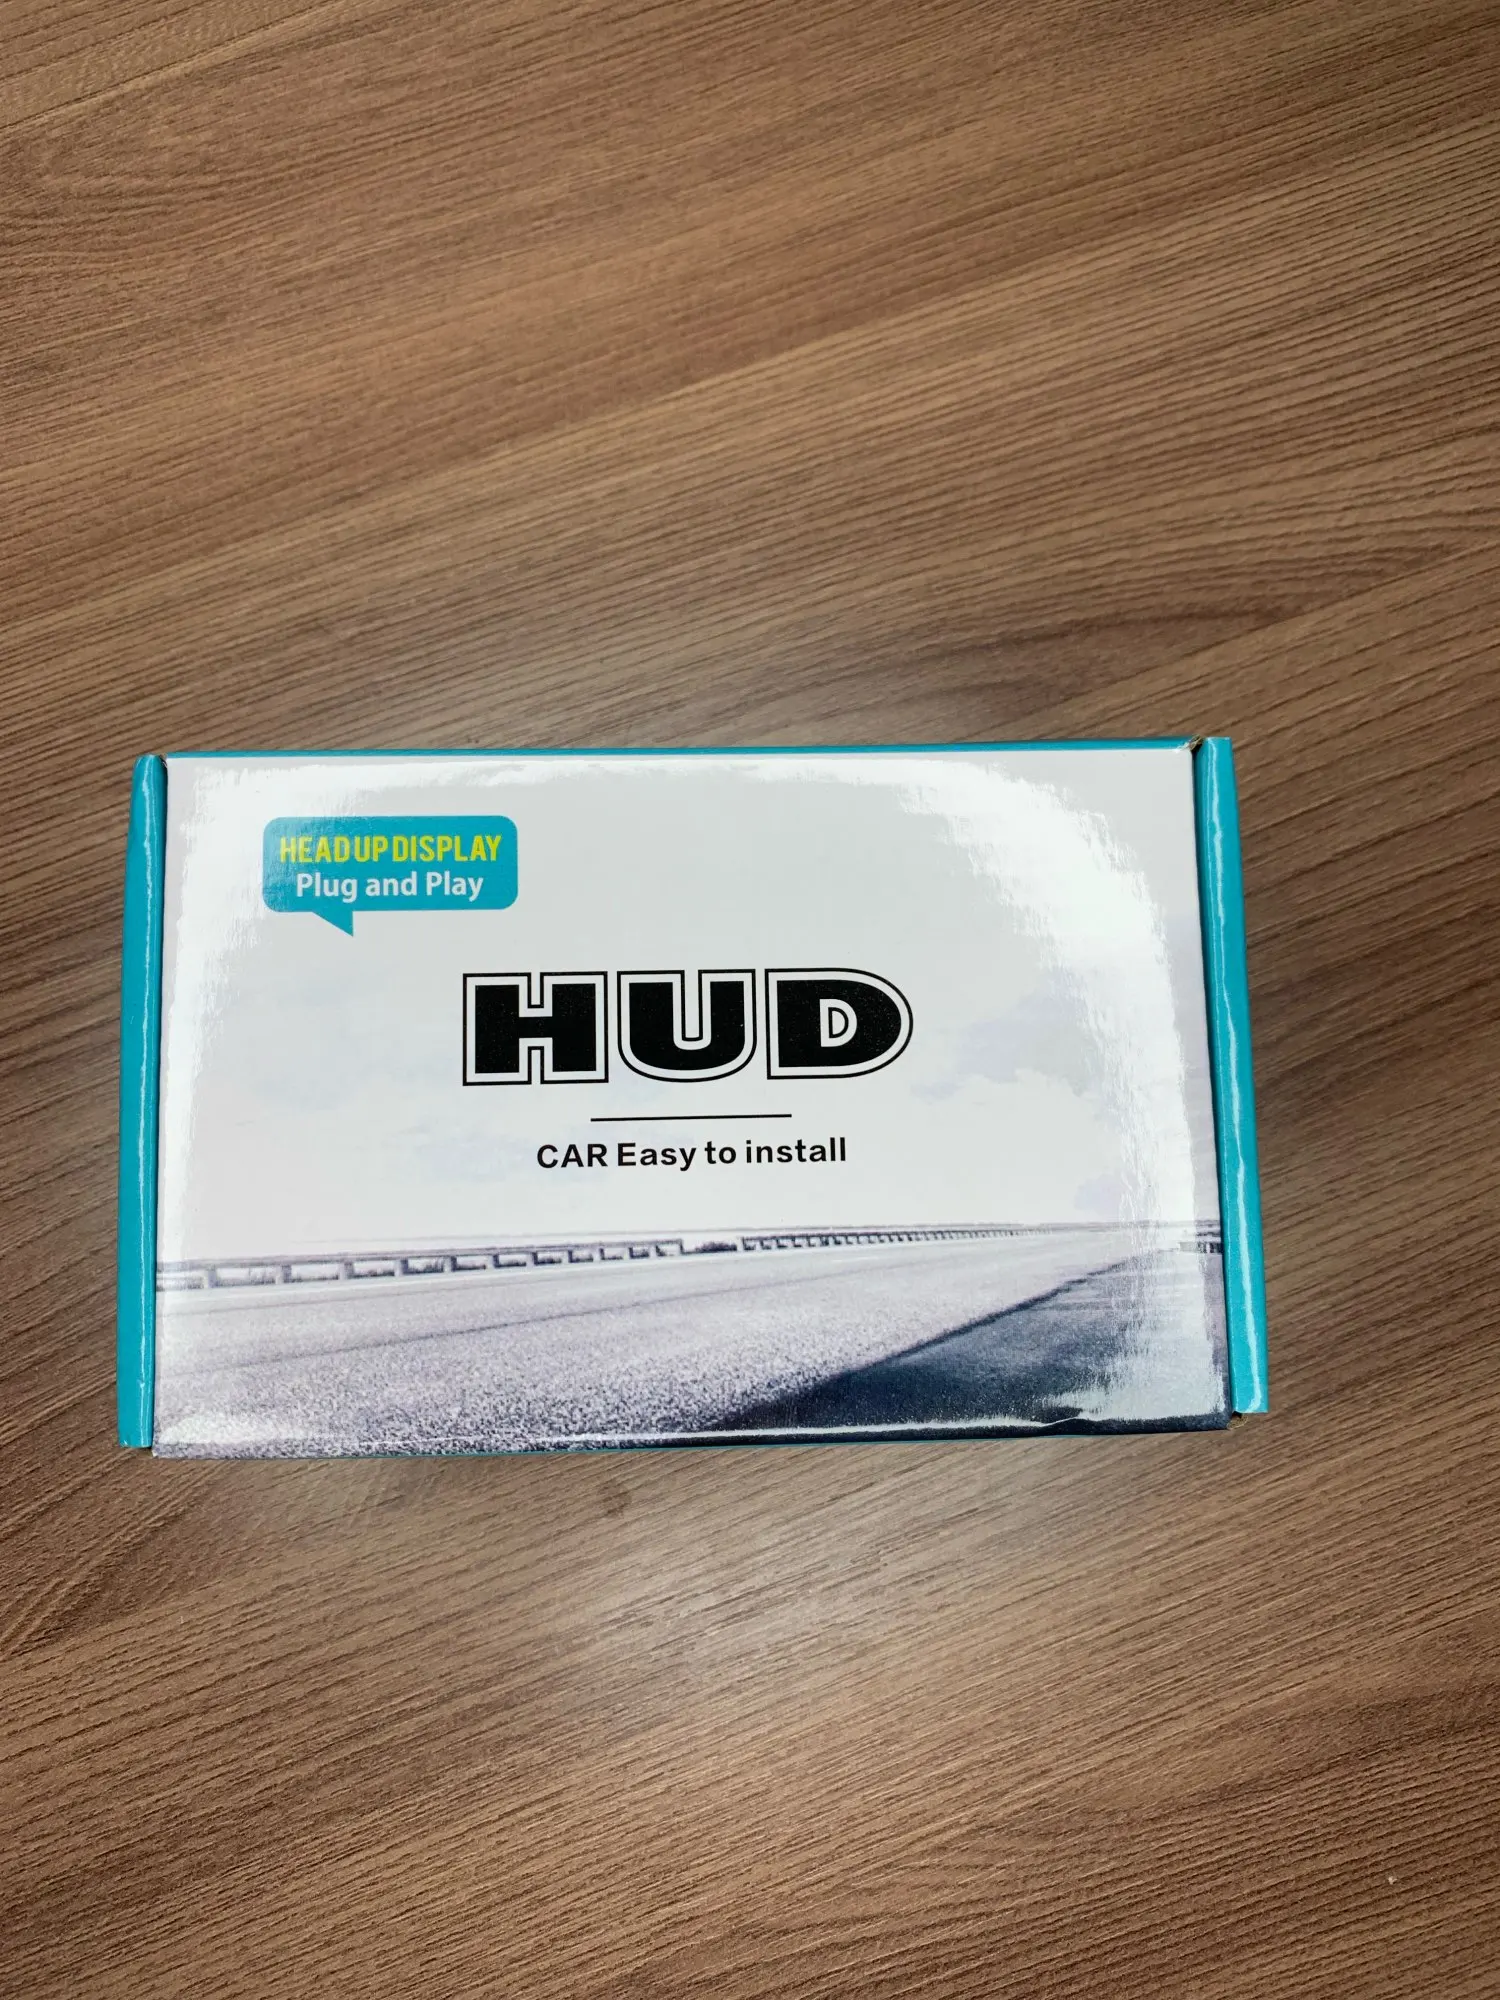 HEAD UP DISPLAY
Plug and Play
HUD
CAR Easy to install